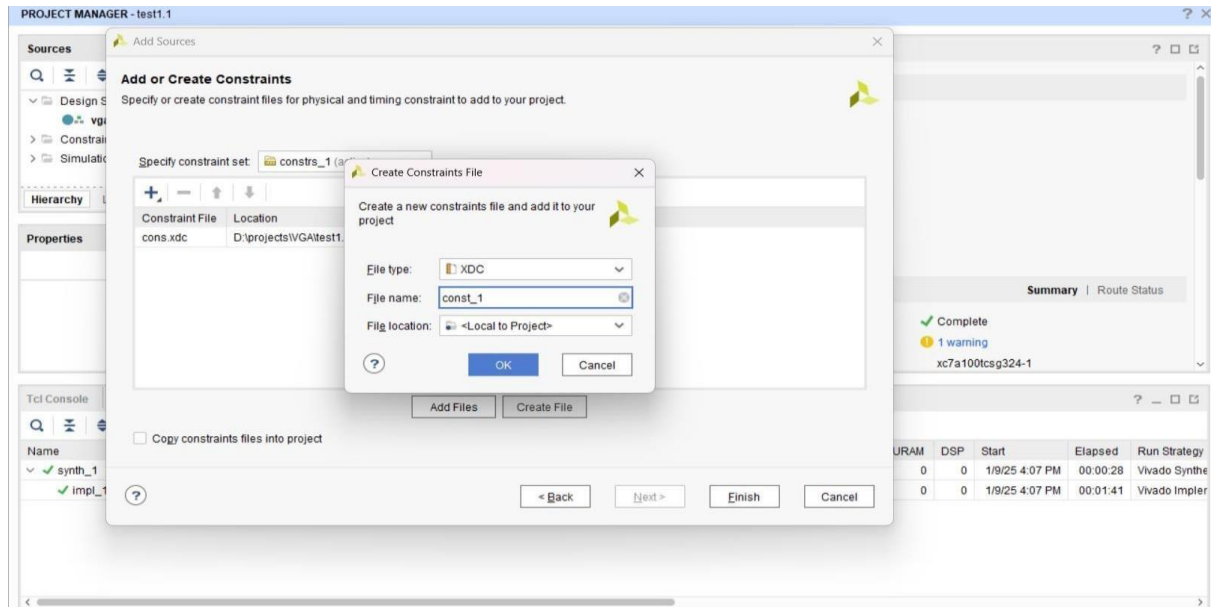 PROJECT MANAGER - test1.1
Sources
Design S
Constrai
Simulatio
Hierarchy
Properties
Add Sources
Add or Create Constraints
Specify or create constraint files for physical and timing constraint to add to your project.
Specify constraint set: constrs_1
Constraint File Location
cons.xdc D:\projects\VGA\test1.
Create Constraints File
Create a new constraints file and add it to your
project
File type: XDC
File name: const_1
File location: <Local to Project>
OK Cancel
Add Files Create File
Copy constraints files into project
< Back Next > Finish Cancel
Summary | Route Status
Complete
1 warning
xc7a100tcsg324-1
Tcl Console
Name URAM DSP Start Elapsed Run Strategy
synth_1 0 0 1/9/25 4:07 PM 00:00:28 Vivado Synthe
impl_1 0 0 1/9/25 4:07 PM 00:01:41 Vivado Implem